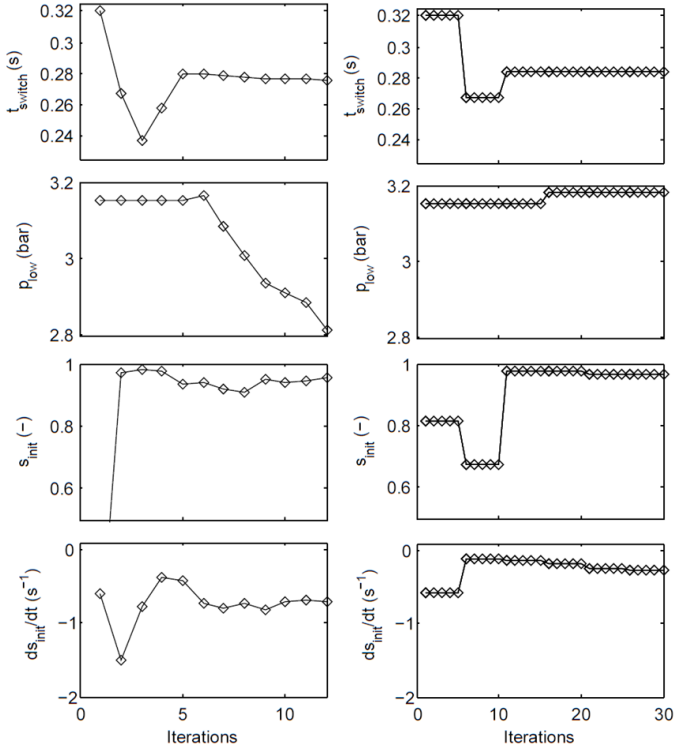 0.32
0.3
0.28
0.26
0.24
t_switch (s)
0.32
0.3
0.28
0.26
0.24
t_switch (s)
3.2
3
2.8
p_low (bar)
3.2
3
2.8
p_low (bar)
1
0.8
0.6
s_init (−)
1
0.8
0.6
s_init (−)
0
−1
−2
ds_init/dt (s⁻¹)
0 5 10
Iterations
0
−1
−2
ds_init/dt (s⁻¹)
0 10 20 30
Iterations